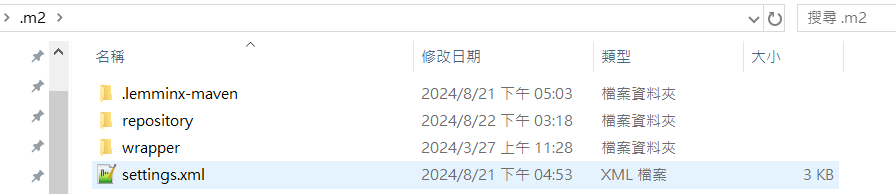 .m2
搜尋 .m2
名稱 修改日期 類型 大小
.lemminx-maven 2024/8/21 下午 05:03 檔案資料夾
repository 2024/8/22 下午 03:18 檔案資料夾
wrapper 2024/3/27 上午 11:28 檔案資料夾
settings.xml 2024/8/21 下午 04:53 XML 檔案 3 KB